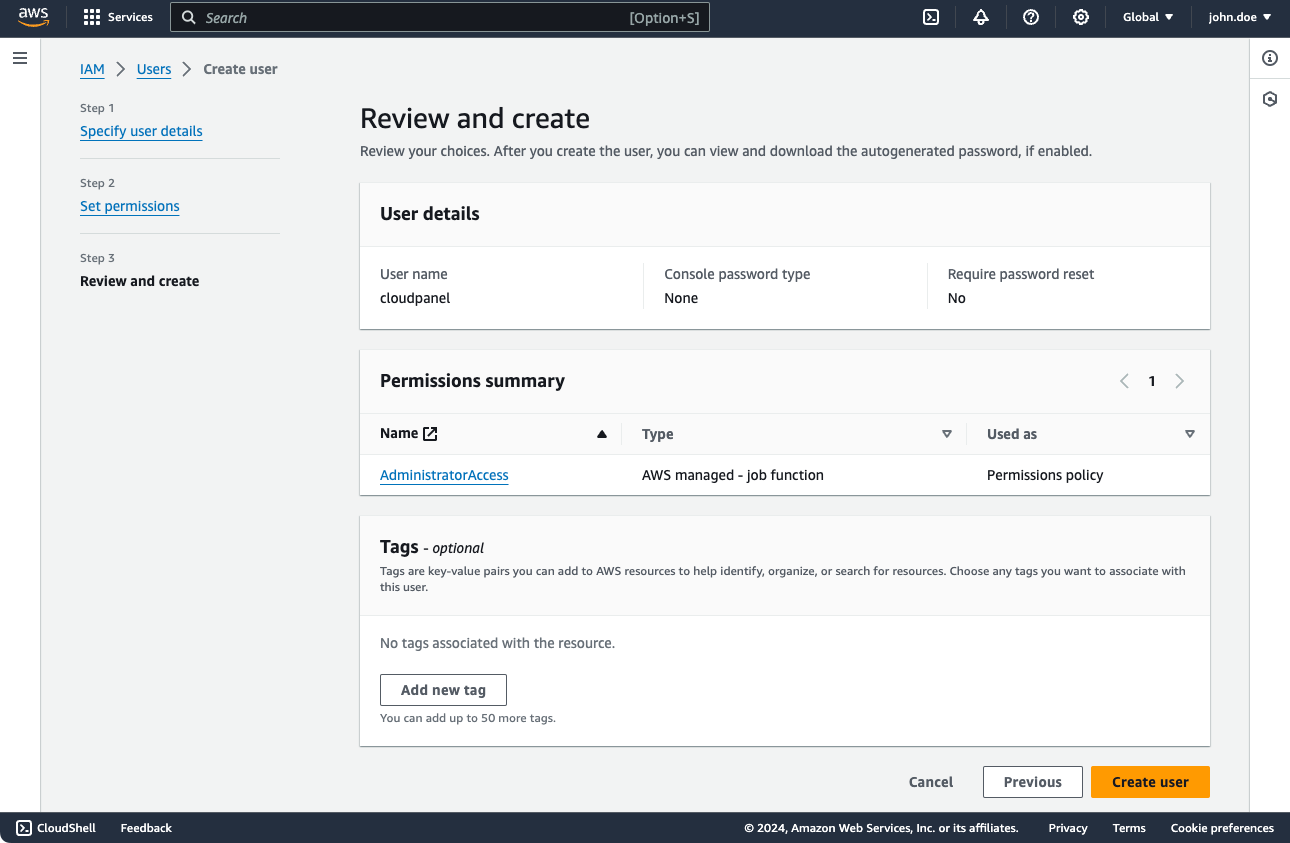 aws
Services
Search
[Option+S]
Global
john.doe
IAM
Users
Create user
Step 1
Specify user details
Step 2
Set permissions
Step 3
Review and create
Review and create
Review your choices. After you create the user, you can view and download the autogenerated password, if enabled.
User details
User name
cloudpanel
Console password type
None
Require password reset
No
Permissions summary
1
Name
Type
Used as
AdministratorAccess
AWS managed - job function
Permissions policy
Tags - optional
Tags are key-value pairs you can add to AWS resources to help identify, organize, or search for resources. Choose any tags you want to associate with
this user.
No tags associated with the resource.
Add new tag
You can add up to 50 more tags.
Cancel
Previous
Create user
CloudShell
Feedback
© 2024, Amazon Web Services, Inc. or its affiliates.
Privacy
Terms
Cookie preferences